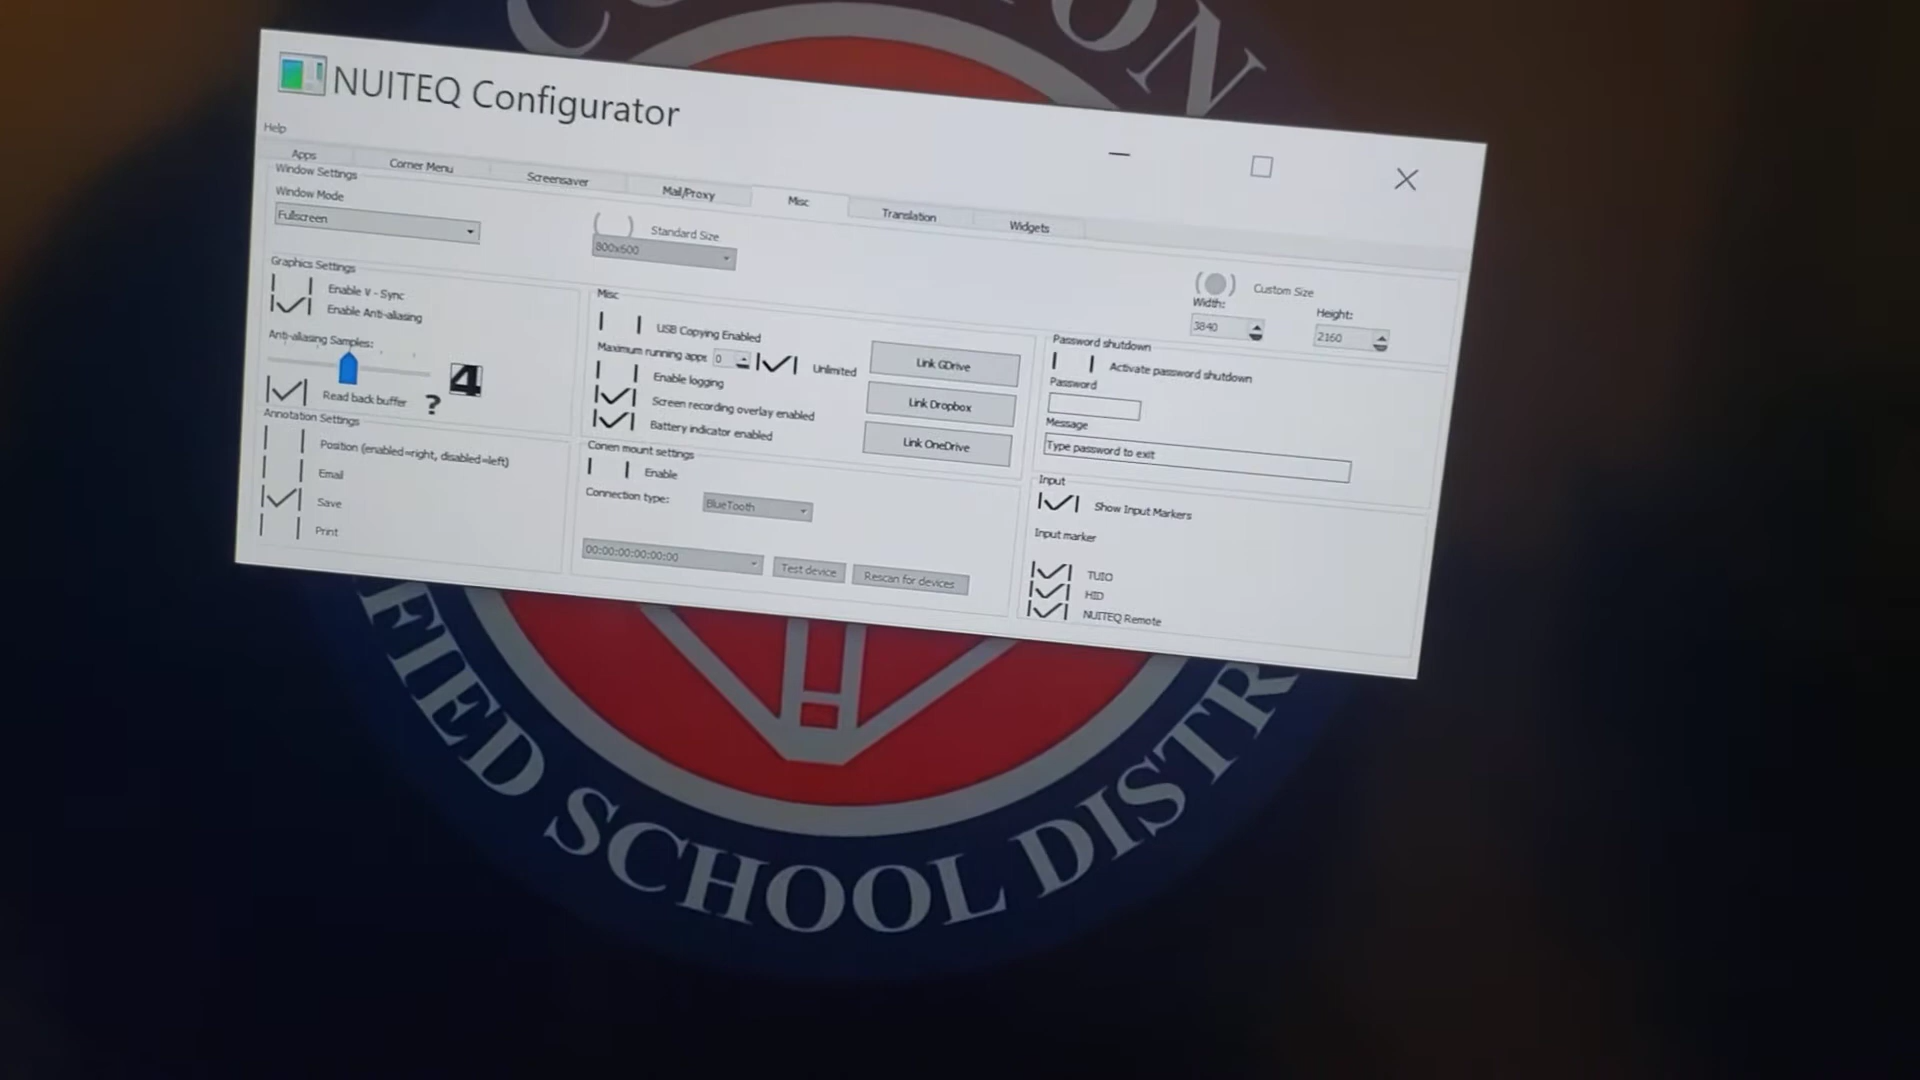 NUITEQ Configurator
Help
Apps
Corner Menu
Screensaver
Mail/Proxy
Misc
Translation
Widgets
Window Settings
Window Mode
Fullscreen
Standard Size
800x600
Custom Size
Width:
Height:
3840
2160
Graphics Settings
Enable V - Sync
Enable Anti-aliasing
Anti-aliasing Samples:
4
Read back buffer ?
Annotation Settings
Position (enabled=right, disabled=left)
Email
Save
Print
Misc
USB Copying Enabled
Maximum running apps 0 Unlimited
Enable logging
Screen recording overlay enabled
Battery indicator enabled
Link GDrive
Link Dropbox
Link OneDrive
Conen mount settings
Enable
Connection type: BlueTooth
00:00:00:00:00:00 Test device Rescan for devices
Password shutdown
Activate password shutdown
Password
Message
Type password to exit
Input
Show Input Markers
Input marker
TUIO
HID
NUITEQ Remote
ON
FIED SCHOOL DISTR